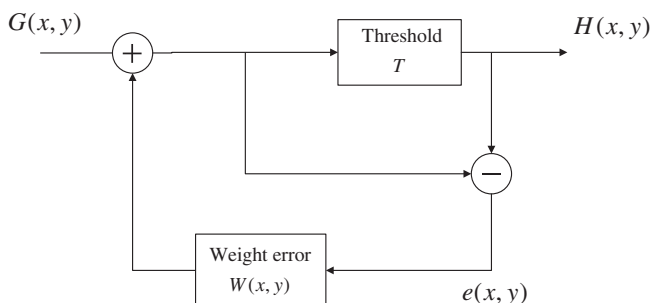 G(x, y)
+
Threshold
T
H(x, y)
−
Weight error
W(x, y)
e(x, y)